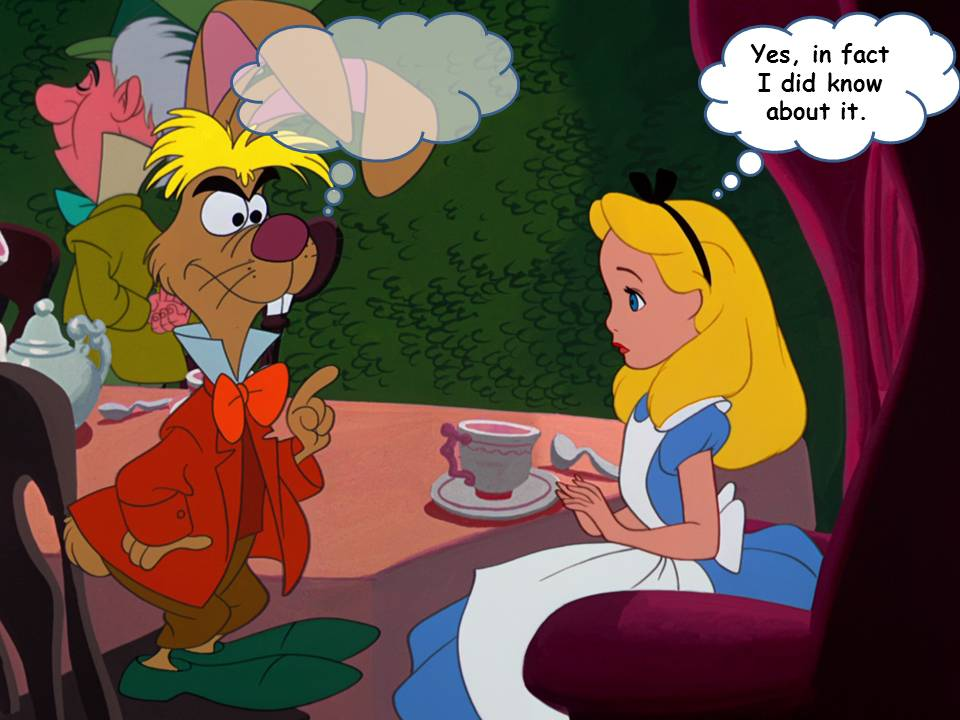 Yes, in fact
I did know
about it.